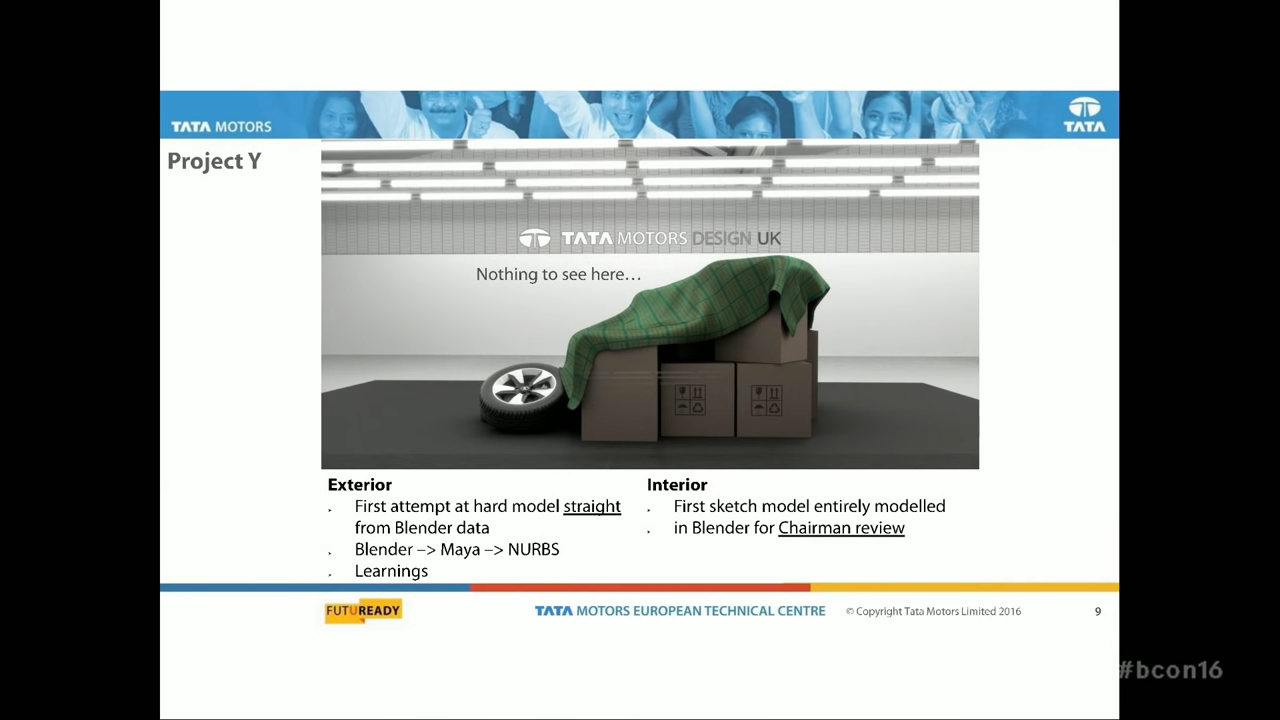 TATA MOTORS
TATA
Project Y
TATA MOTORS DESIGN UK
Nothing to see here…
Exterior
First attempt at hard model straight
from Blender data
Blender –> Maya –> NURBS
Learnings
Interior
First sketch model entirely modelled
in Blender for Chairman review
FUTUREADY
TATA MOTORS EUROPEAN TECHNICAL CENTRE
© Copyright Tata Motors Limited 2016
9
#bcon16